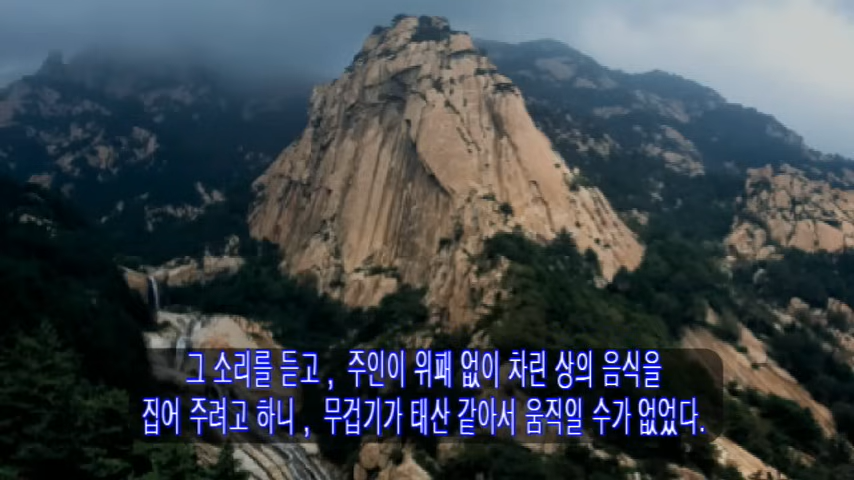 그 소리를 듣고 , 주인이 위패 없이 차린 상의 음식을
집어 주려고 하니 , 무겁기가 태산 같아서 움직일 수가 없었다.